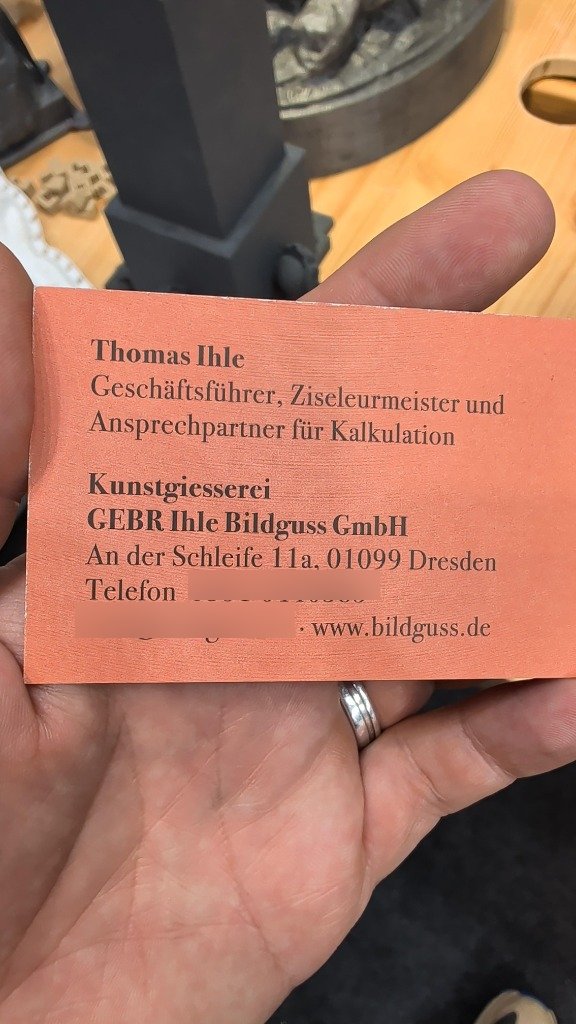 Thomas Ihle
Geschäftsführer, Ziseleurmeister und
Ansprechpartner für Kalkulation
Kunstgiesserei
GEBR Ihle Bildguss GmbH
An der Schleife 11a, 01099 Dresden
Telefon
· www.bildguss.de